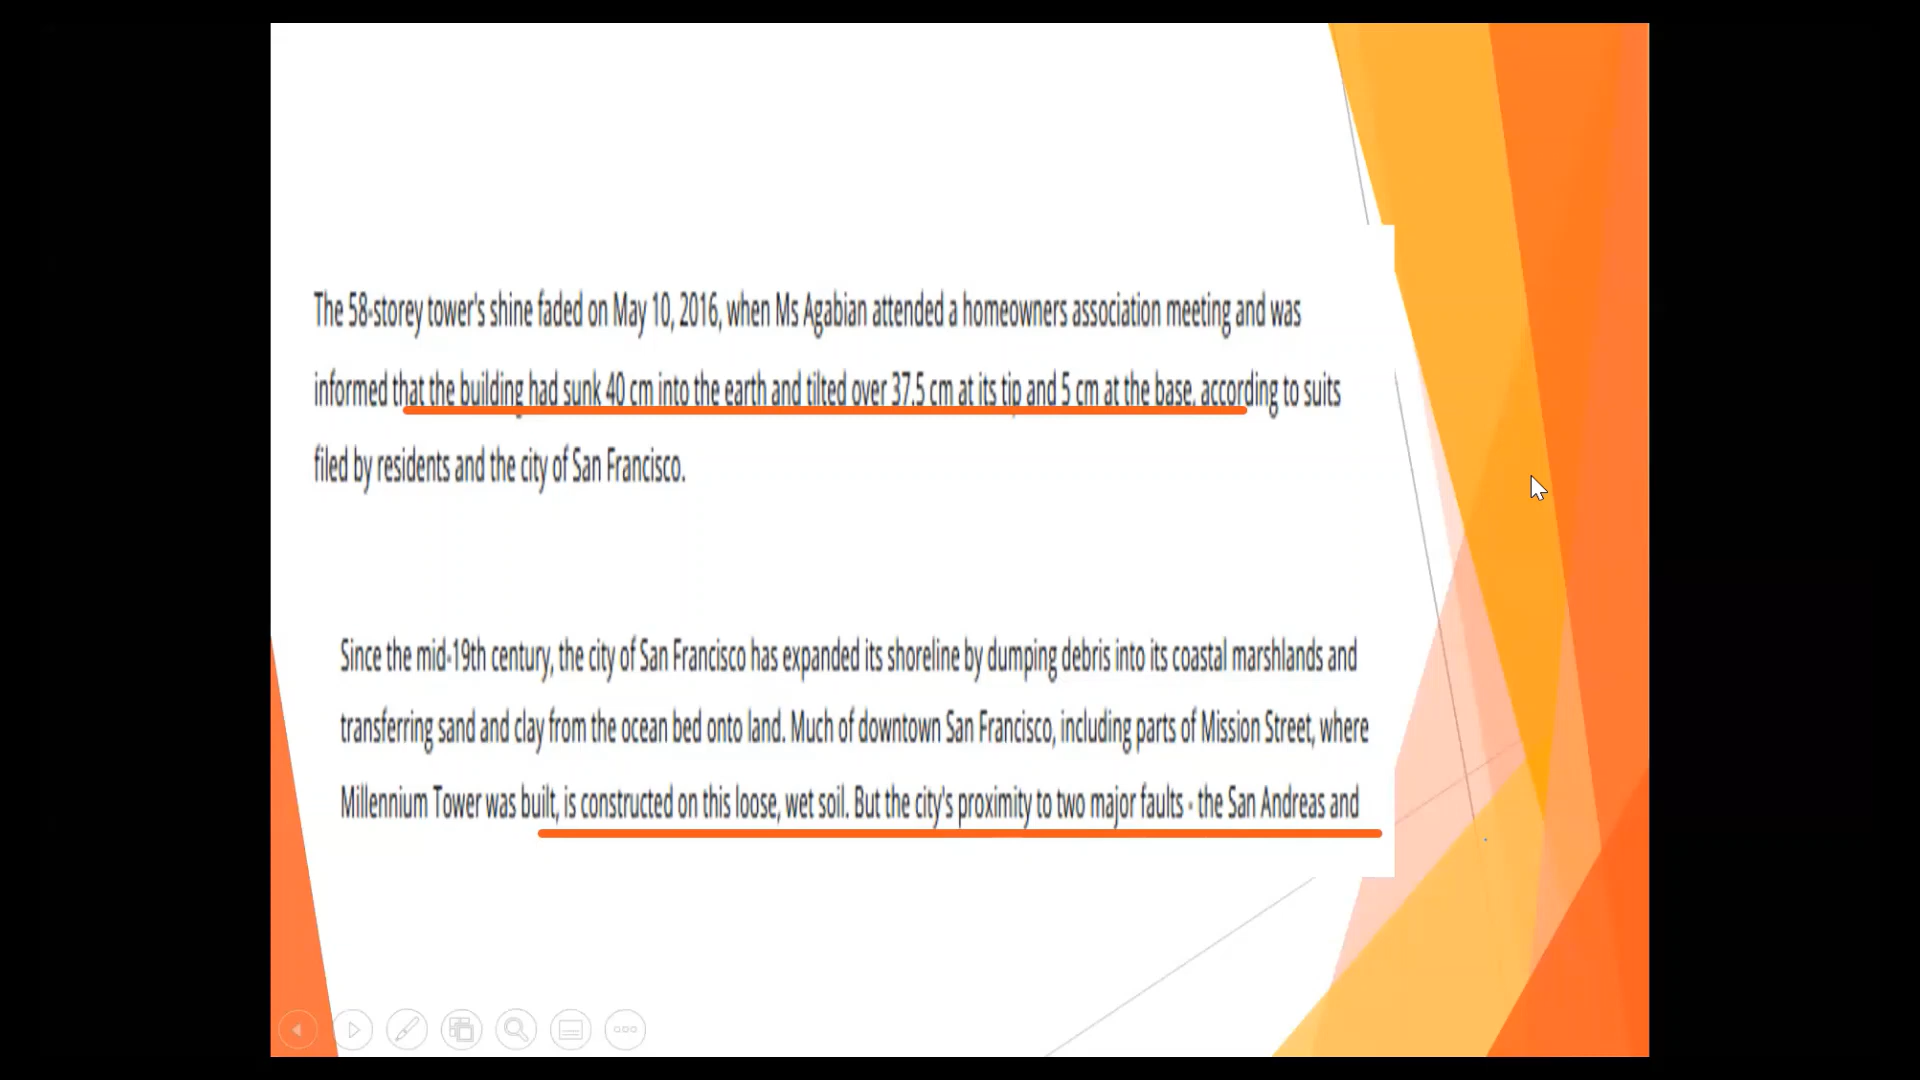 The 58-storey tower's shine faded on May 10, 2016, when Ms Agabian attended a homeowners association meeting and was
informed that the building had sunk 40 cm into the earth and tilted over 37.5 cm at its tip and 5 cm at the base, according to suits
filed by residents and the city of San Francisco.
Since the mid-19th century, the city of San Francisco has expanded its shoreline by dumping debris into its coastal marshlands and
transferring sand and clay from the ocean bed onto land. Much of downtown San Francisco, including parts of Mission Street, where
Millennium Tower was built, is constructed on this loose, wet soil. But the city's proximity to two major faults - the San Andreas and